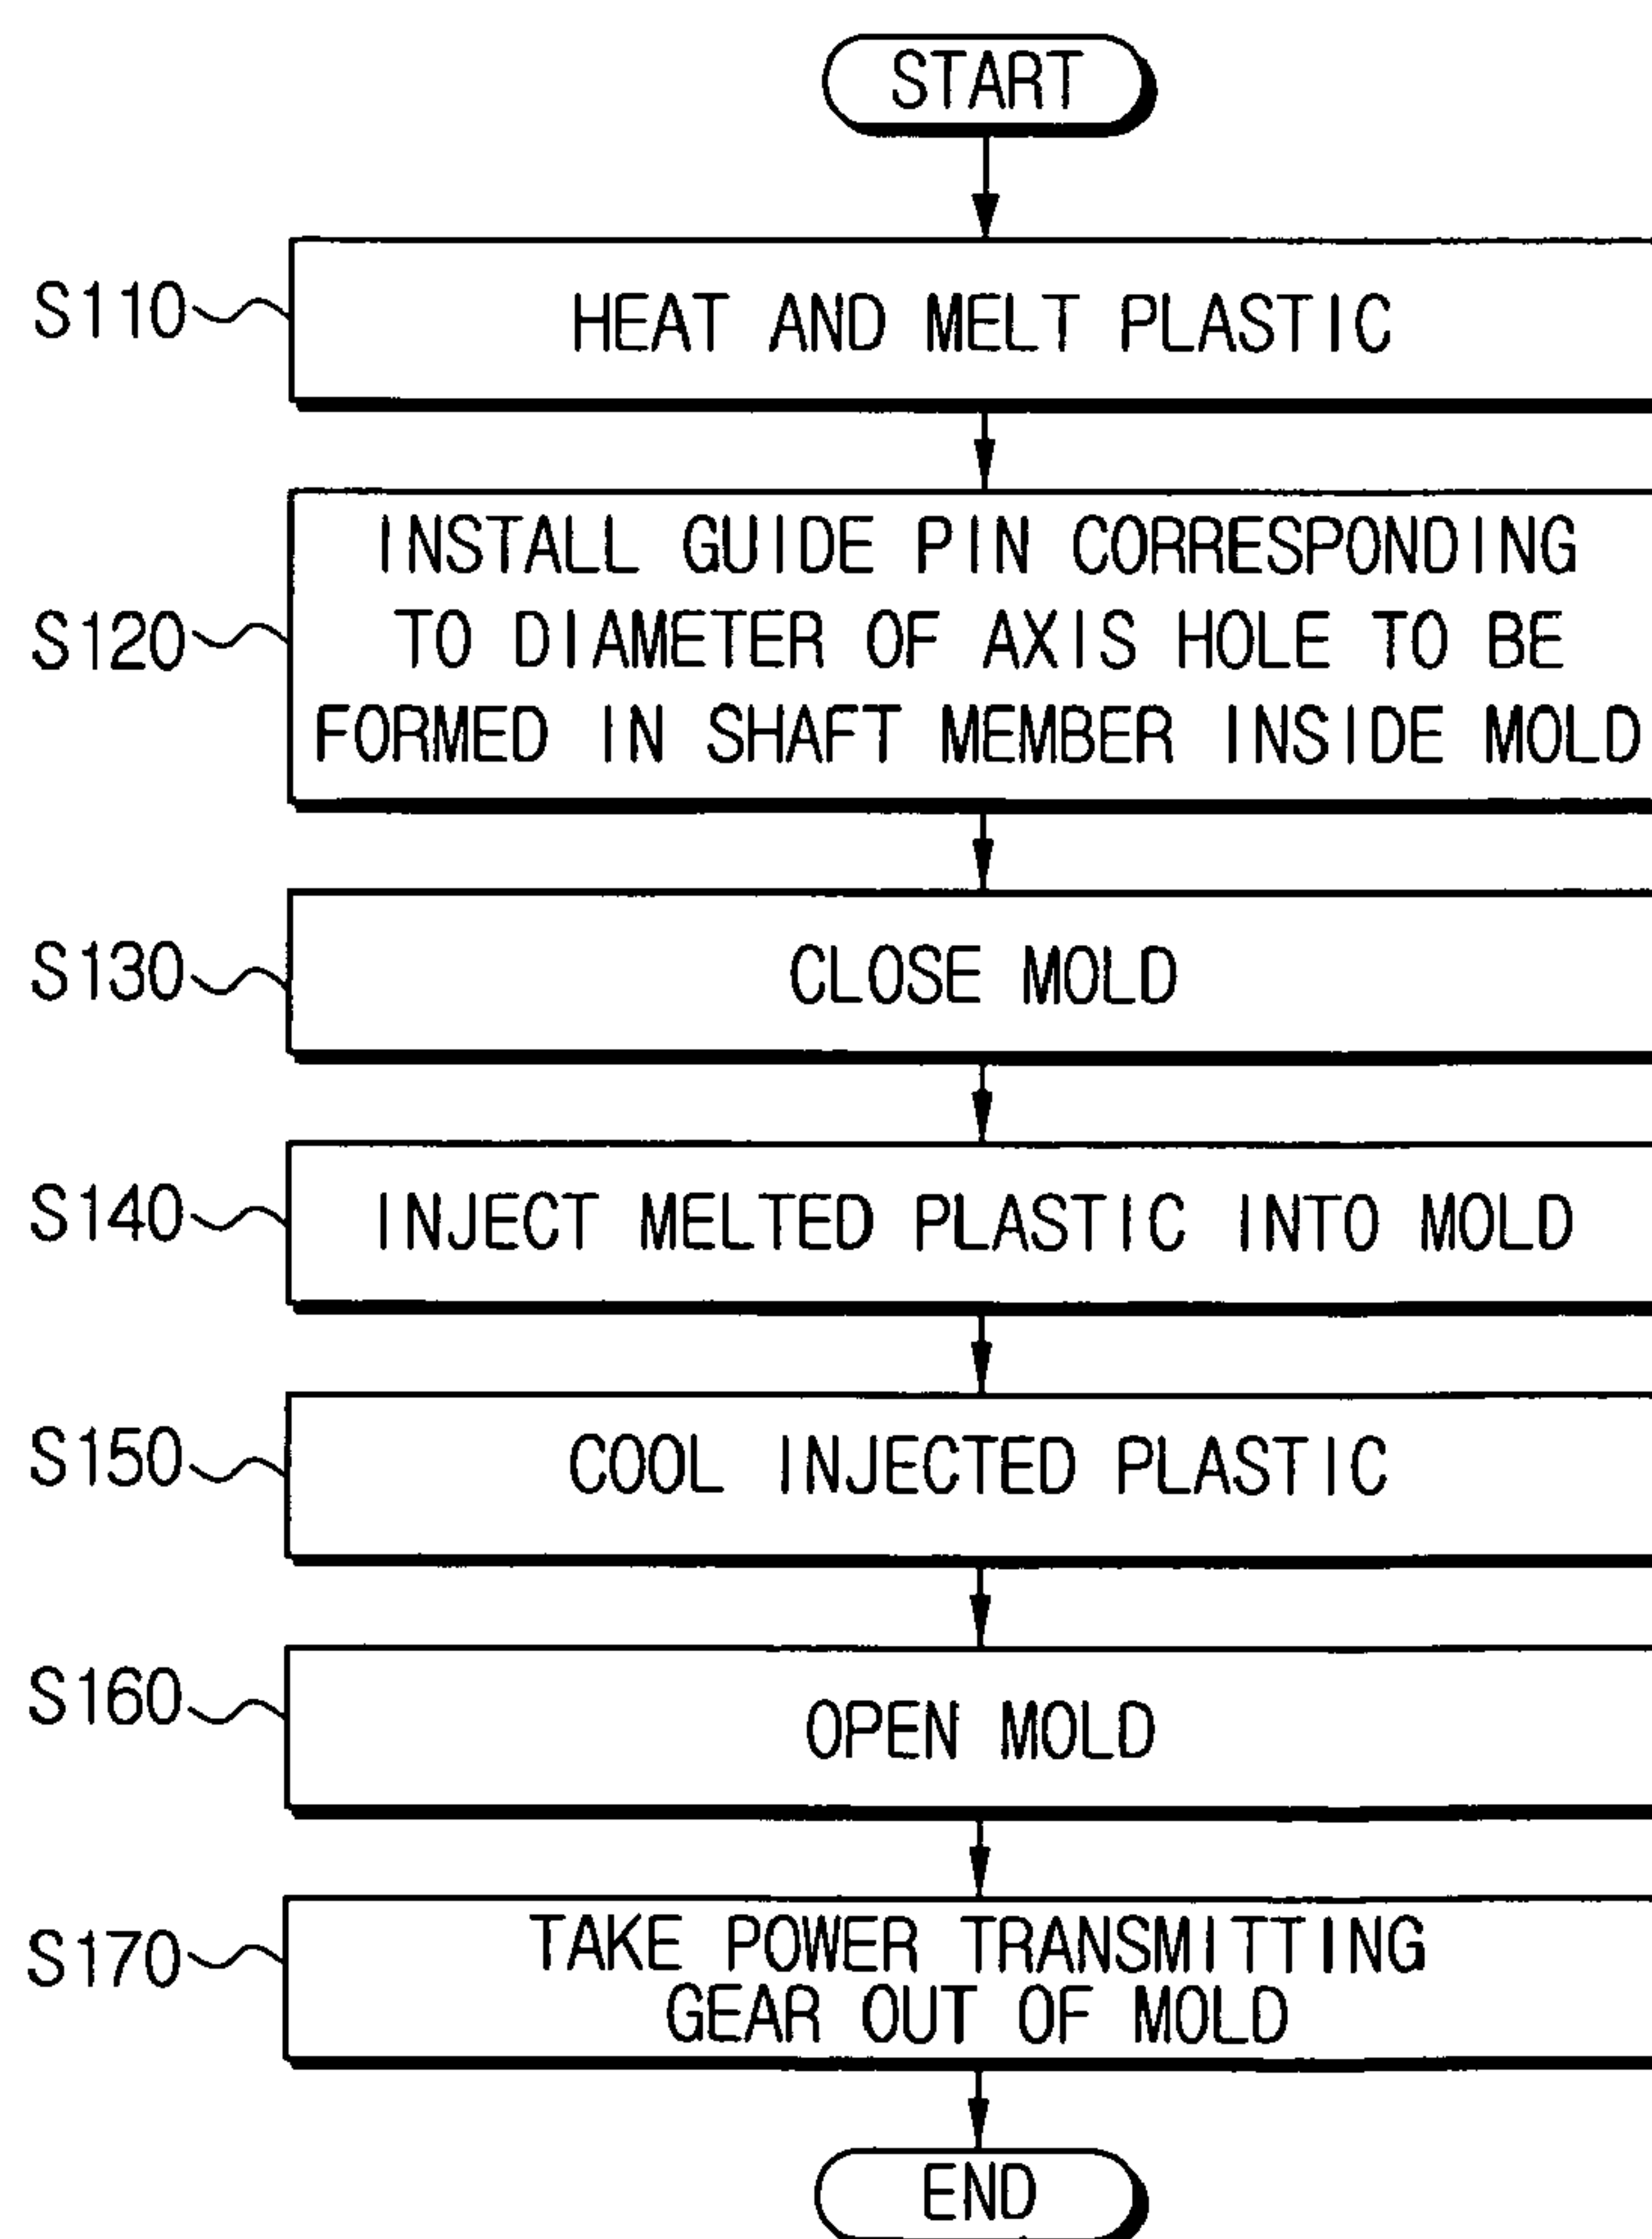 START
S110
HEAT AND MELT PLASTIC
S120
INSTALL GUIDE PIN CORRESPONDING
TO DIAMETER OF AXIS HOLE TO BE
FORMED IN SHAFT MEMBER INSIDE MOLD
S130
CLOSE MOLD
S140
INJECT MELTED PLASTIC INTO MOLD
S150
COOL INJECTED PLASTIC
S160
OPEN MOLD
S170
TAKE POWER TRANSMITTING
GEAR OUT OF MOLD
END